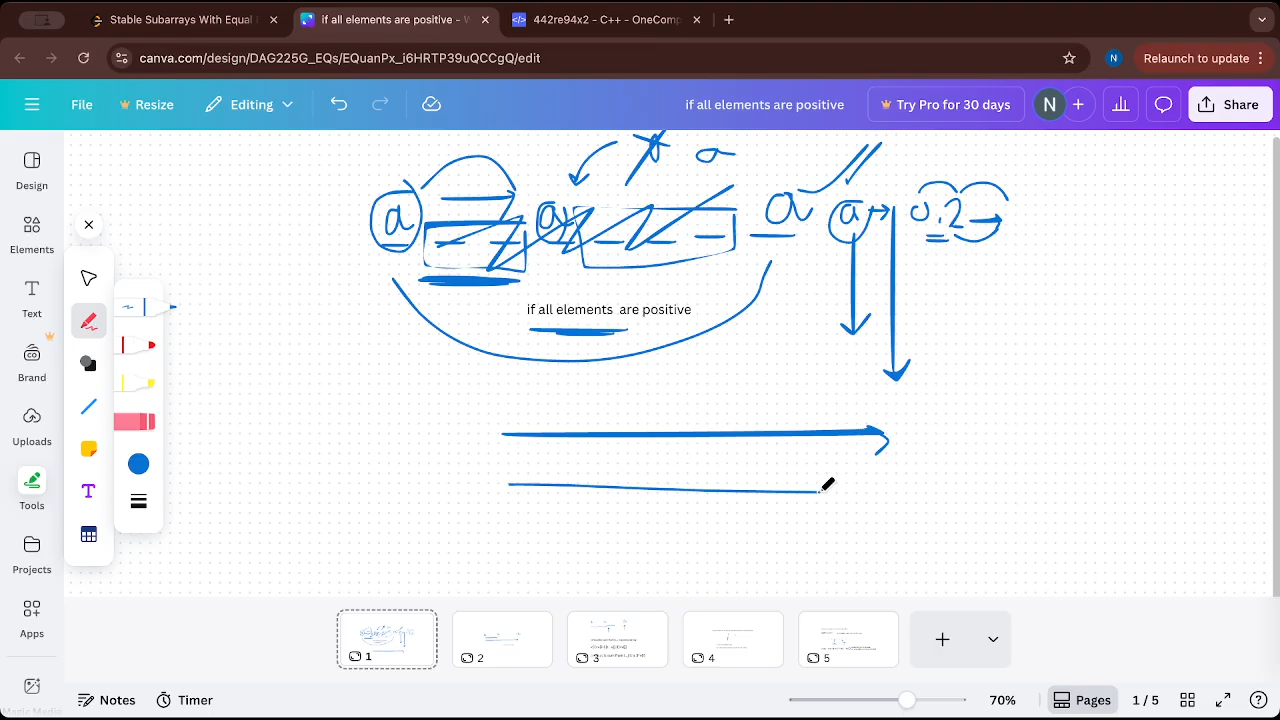 Stable Subarrays With Equal
if all elements are positive - W
442re94x2 - C++ - OneComp
canva.com/design/DAG225G_EQs/EQuanPx_i6HRTP39uQCCgQ/edit
N
Relaunch to update
File
Resize
Editing
if all elements are positive
Try Pro for 30 days
N
Share
Design
Elements
Text
Brand
Uploads
Tools
Projects
Apps
a
a a a a 0.2
if all elements are positive
1
2
3
4
5
Notes
Timer
70%
Pages
1 / 5